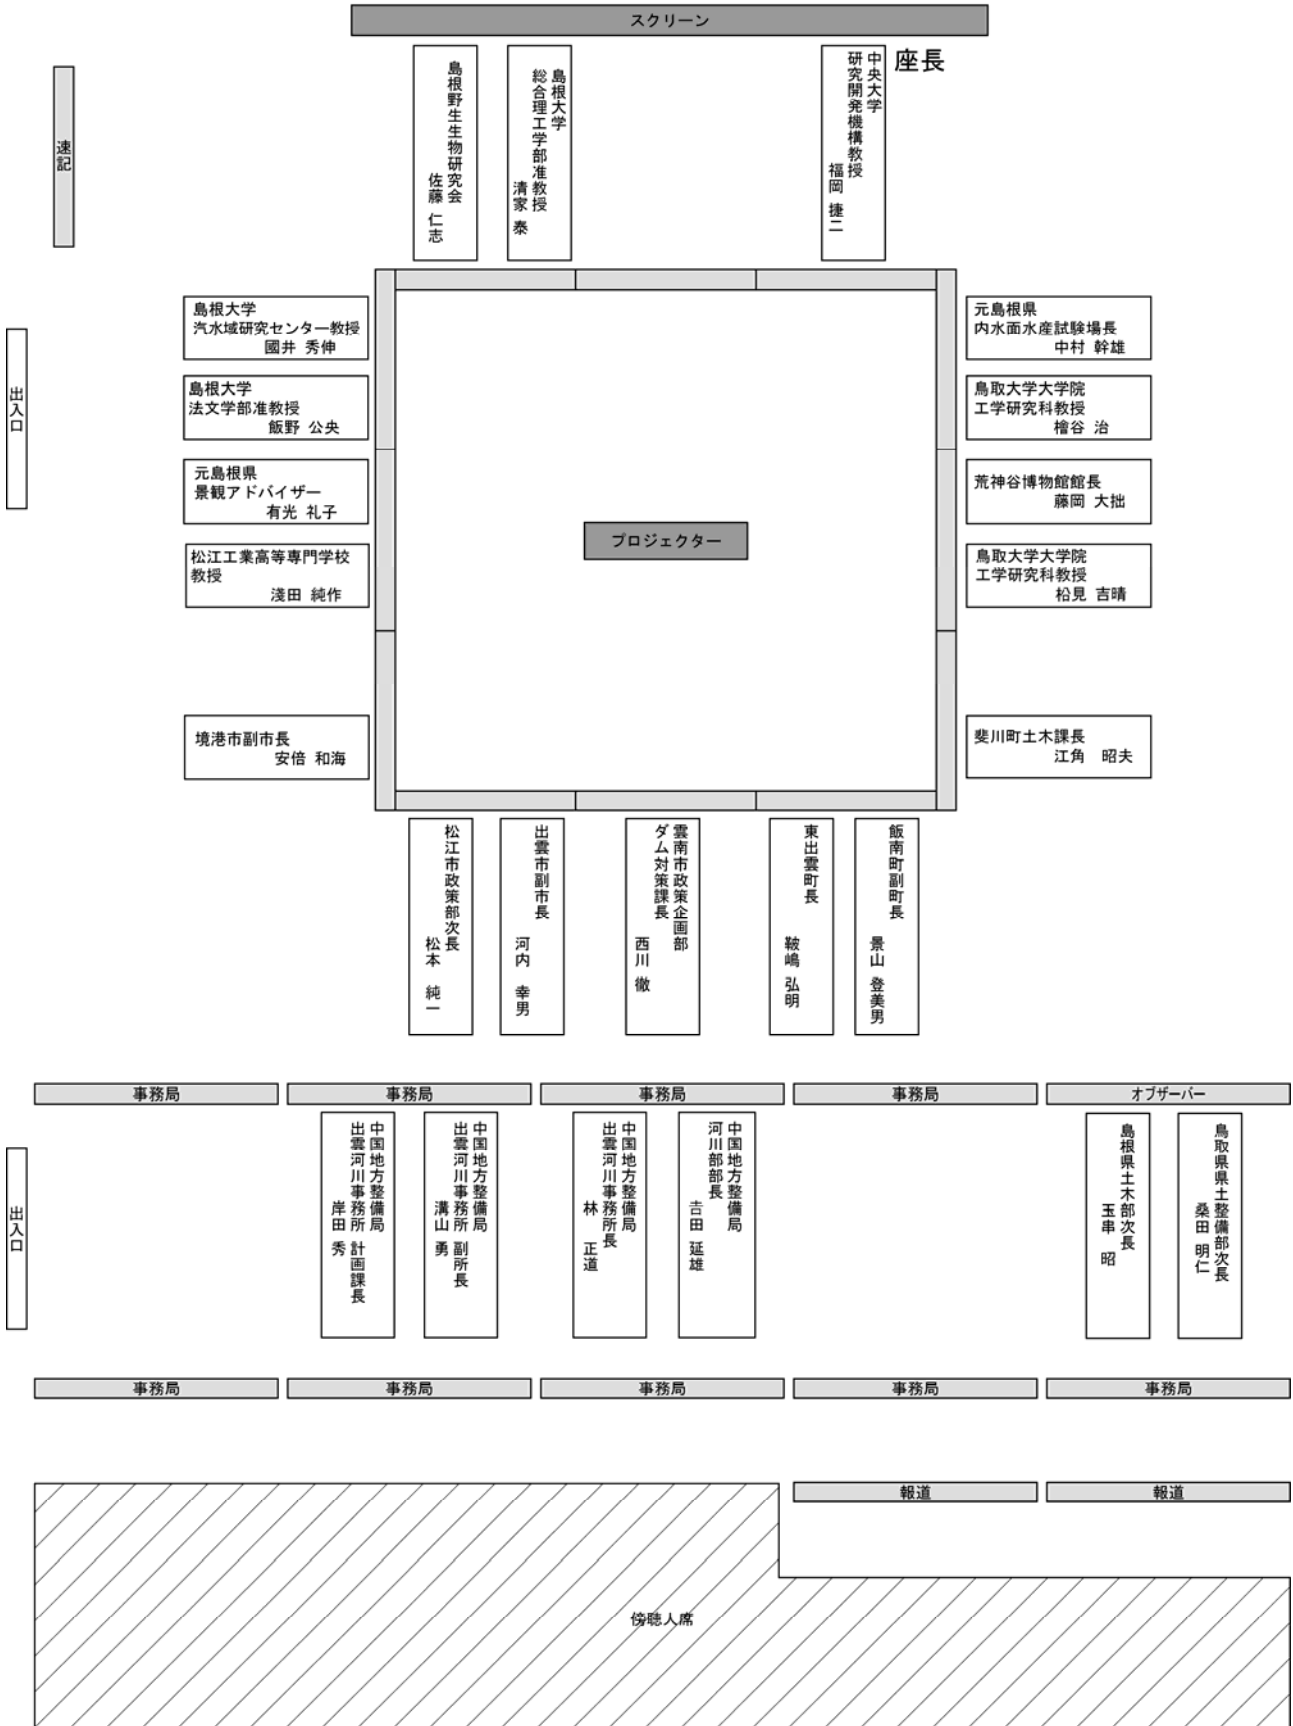 スクリーン
座長
中央大学
研究開発機構教授
福岡 捷二
島根大学
総合理工学部准教授
清家 泰
島根野生生物研究会
佐藤 仁志
速記
出入口
島根大学
汽水域研究センター教授
國井 秀伸
島根大学
法文学部准教授
飯野 公央
元島根県
景観アドバイザー
有光 礼子
松江工業高等専門学校
教授
淺田 純作
境港市副市長
安倍 和海
プロジェクター
元島根県
内水面水産試験場長
中村 幹雄
鳥取大学大学院
工学研究科教授
檜谷 治
荒神谷博物館館長
藤岡 大拙
鳥取大学大学院
工学研究科教授
松見 吉晴
斐川町土木課長
江角 昭夫
松江市政策部次長
松本 純一
出雲市副市長
河内 幸男
雲南市政策企画部
ダム対策課長
西川 徹
東出雲町長
鞁嶋 弘明
飯南町副町長
景山 登美男
事務局
事務局
事務局
事務局
オブザーバー
出入口
中国地方整備局
出雲河川事務所 計画課長
岸田 秀
中国地方整備局
出雲河川事務所 副所長
溝山 勇
中国地方整備局
出雲河川事務所長
林 正道
中国地方整備局
河川部部長
吉田 延雄
島根県土木部次長
玉串 昭
鳥取県県土整備部次長
桑田 明仁
事務局
事務局
事務局
事務局
事務局
報道
報道
傍聴人席